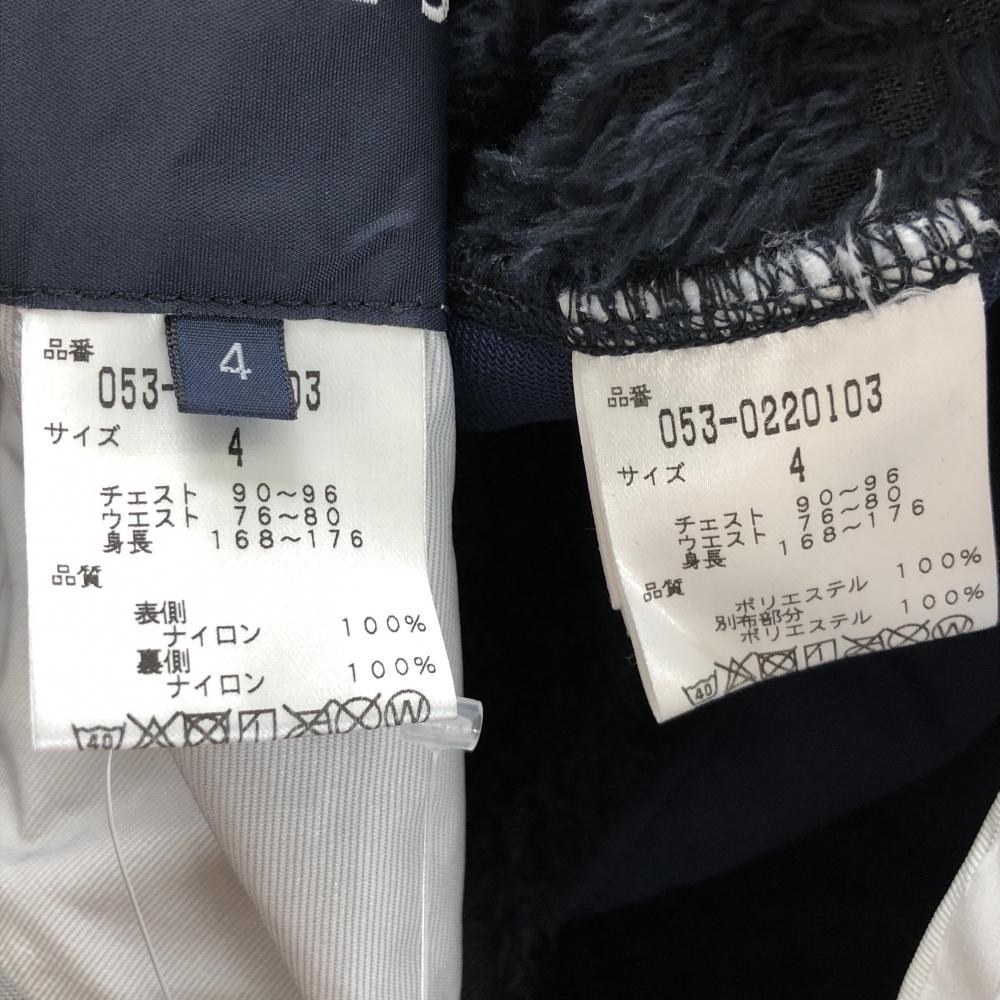 4
品番
053- 03
サイズ
4
チェスト 90～96
ウエスト 76～80
身長 168～176
品質
表側
ナイロン 100%
裏側
ナイロン 100%
40 W
品番
053-0220103
サイズ
4
チェスト 90～96
ウエスト 76～80
身長 168～176
品質
ポリエステル 100%
別布部分
ポリエステル 100%
40 W